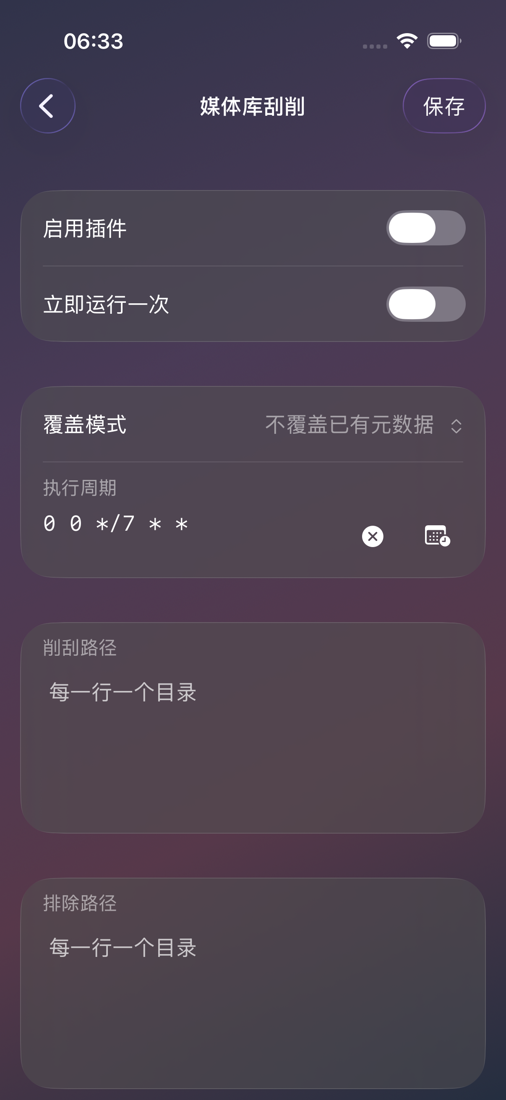 06:33
媒体库刮削
保存
启用插件
立即运行一次
覆盖模式
不覆盖已有元数据
执行周期
0 0 */7 * *
削刮路径
每一行一个目录
排除路径
每一行一个目录